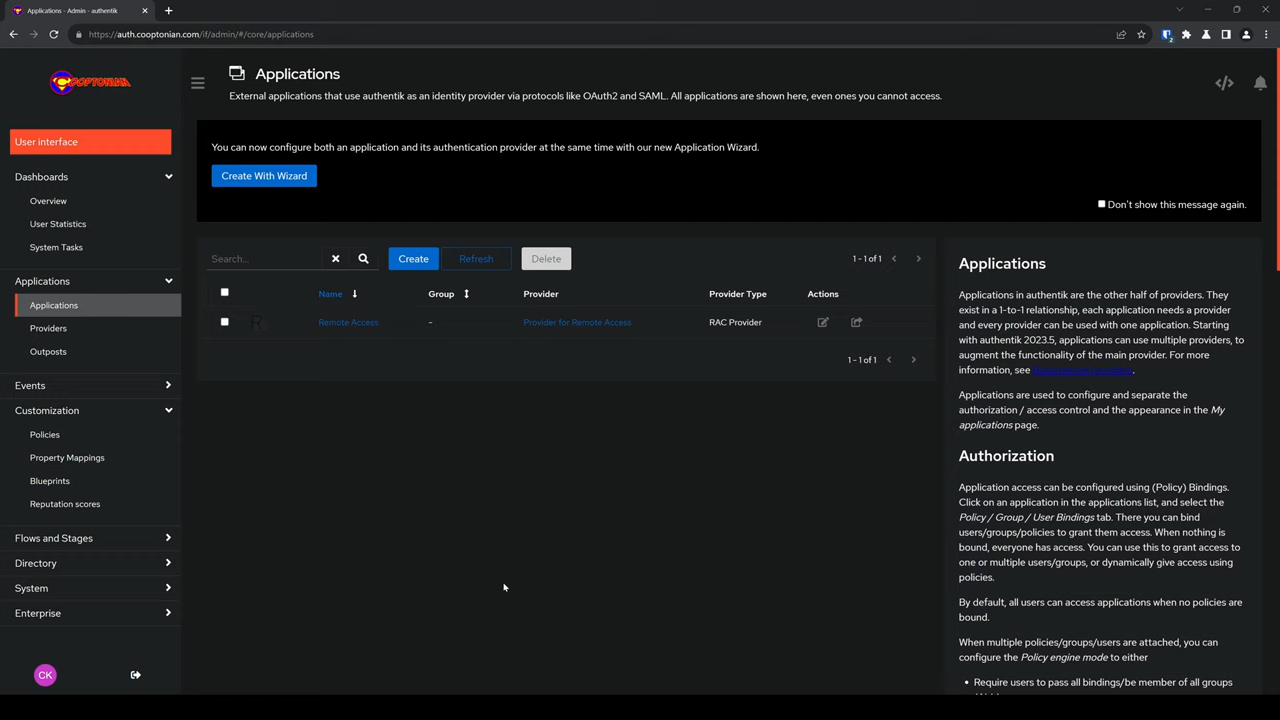 Applications - Admin - authentik
https://auth.cooptonian.com/if/admin/#/core/applications
COOPTONIAN
User interface
Dashboards
Overview
User Statistics
System Tasks
Applications
Applications
Providers
Outposts
Events
Customization
Policies
Property Mappings
Blueprints
Reputation scores
Flows and Stages
Directory
System
Enterprise
CK
Applications
External applications that use authentik as an identity provider via protocols like OAuth2 and SAML. All applications are shown here, even ones you cannot access.
You can now configure both an application and its authentication provider at the same time with our new Application Wizard.
Create With Wizard
Don't show this message again.
Search...
Create
Refresh
Delete
1 - 1 of 1
Name
Group
Provider
Provider Type
Actions
R
Remote Access
-
Provider for Remote Access
RAC Provider
1 - 1 of 1
Applications
Applications in authentik are the other half of providers. They
exist in a 1-to-1 relationship, each application needs a provider
and every provider can be used with one application. Starting
with authentik 2023.5, applications can use multiple providers, to
augment the functionality of the main provider. For more
information, see
Applications are used to configure and separate the
authorization / access control and the appearance in the My
applications page.
Authorization
Application access can be configured using (Policy) Bindings.
Click on an application in the applications list, and select the
Policy / Group / User Bindings tab. There you can bind
users/groups/policies to grant them access. When nothing is
bound, everyone has access. You can use this to grant access to
one or multiple users/groups, or dynamically give access using
policies.
By default, all users can access applications when no policies are
bound.
When multiple policies/groups/users are attached, you can
configure the Policy engine mode to either
• Require users to pass all bindings/be member of all groups